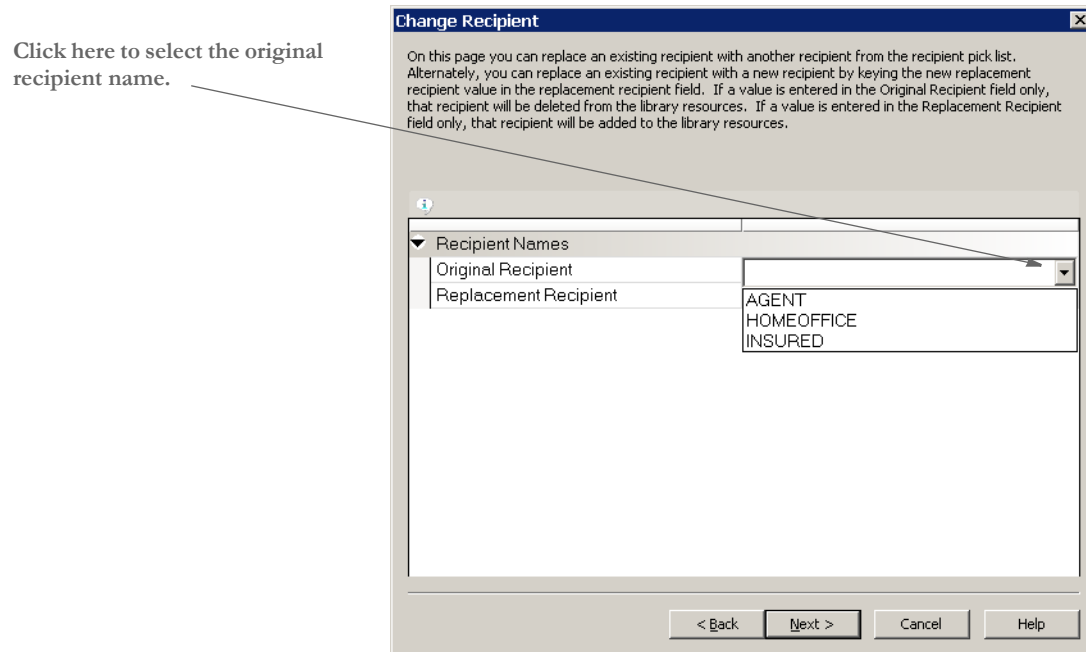 Click here to select the original
recipient name.
Change Recipient
On this page you can replace an existing recipient with another recipient from the recipient pick list.
Alternately, you can replace an existing recipient with a new recipient by keying the new replacement
recipient value in the replacement recipient field.  If a value is entered in the Original Recipient field only,
that recipient will be deleted from the library resources.  If a value is entered in the Replacement Recipient
field only, that recipient will be added to the library resources.
Recipient Names
Original Recipient
Replacement Recipient
AGENT
HOMEOFFICE
INSURED
< Back
Next >
Cancel
Help